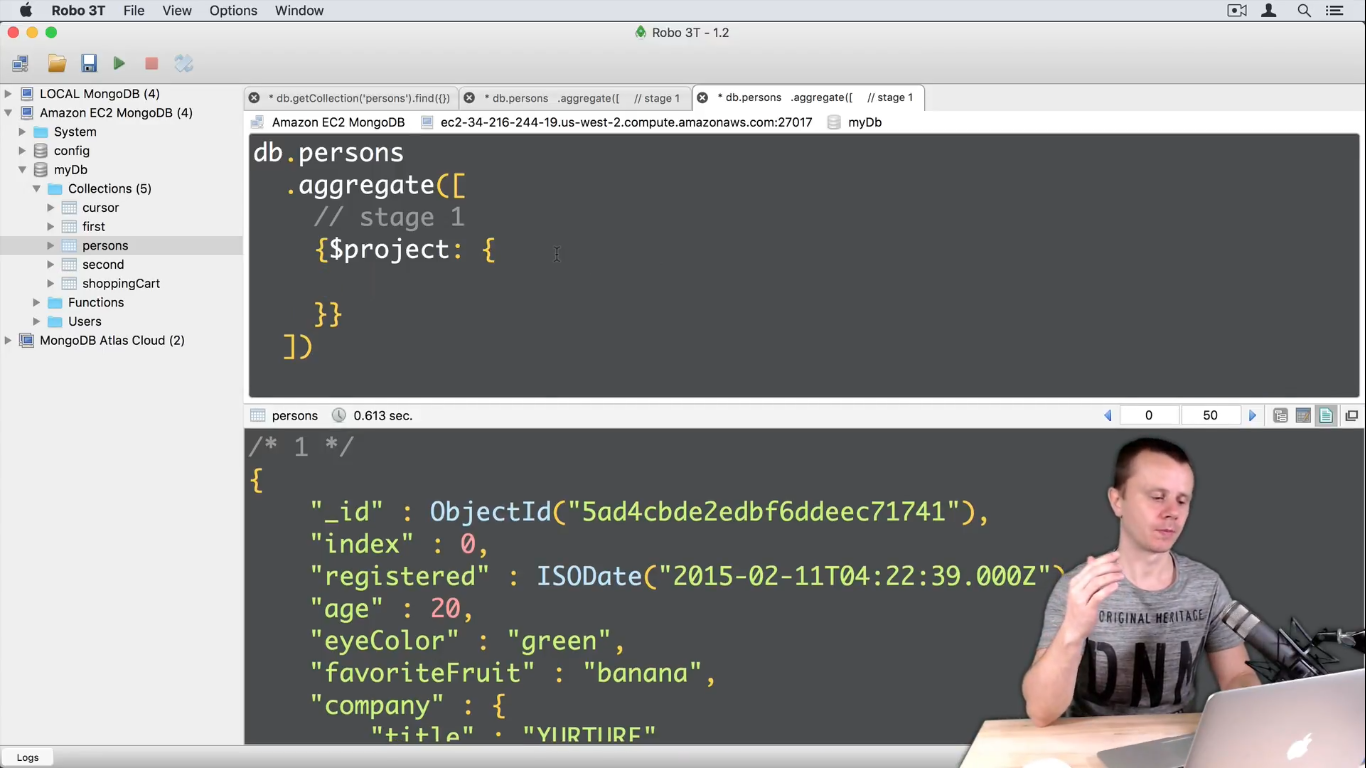 Robo 3T File View Options Window
Robo 3T - 1.2
LOCAL MongoDB (4)
Amazon EC2 MongoDB (4)
System
config
myDb
Collections (5)
cursor
first
persons
second
shoppingCart
Functions
Users
MongoDB Atlas Cloud (2)
* db.getCollection('persons').find({}) * db.persons .aggregate([ // stage 1 * db.persons .aggregate([ // stage 1
Amazon EC2 MongoDB ec2-34-216-244-19.us-west-2.compute.amazonaws.com:27017 myDb
db.persons
.aggregate([
// stage 1
{$project: {
}}
])
persons 0.613 sec. 0 50
/* 1 */
{
"_id" : ObjectId("5ad4cbde2edbf6ddeec71741"),
"index" : 0,
"registered" : ISODate("2015-02-11T04:22:39.000Z")
"age" : 20,
"eyeColor" : "green",
"favoriteFruit" : "banana",
"company" : {
"title" : "YURTURE"
ORIGINAL HERITAGE
DNM
Logs